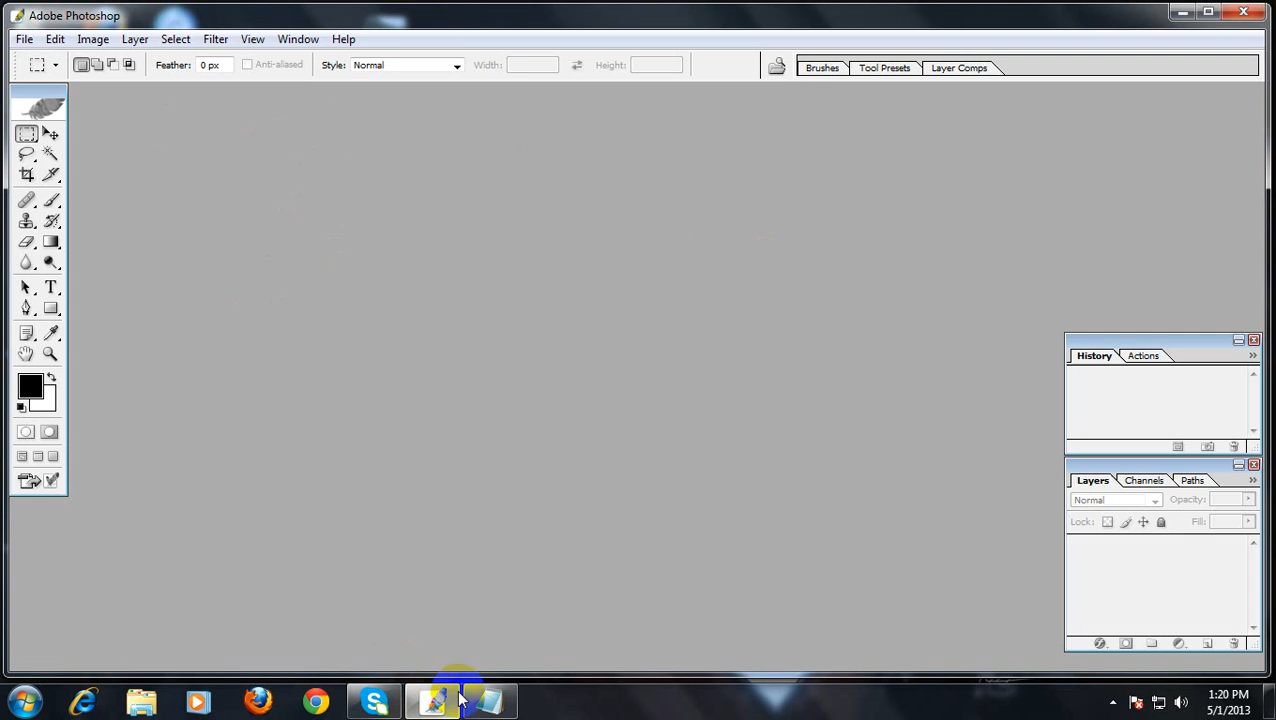 Adobe Photoshop
File Edit Image Layer Select Filter View Window Help
Feather: 0 px Anti-aliased Style: Normal Width: Height: Brushes Tool Presets Layer Comps
T
History Actions
Layers Channels Paths
Normal Opacity:
Lock: Fill:
1:20 PM
5/1/2013